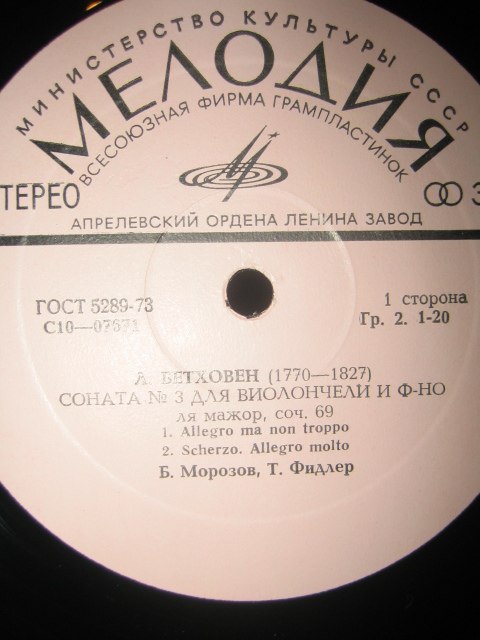 МИНИСТЕРСТВО КУЛЬТУРЫ СССР
МЕЛОДИЯ
ВСЕСОЮЗНАЯ ФИРМА ГРАМПЛАСТИНОК
ТЕРЕО
АПРЕЛЕВСКИЙ ОРДЕНА ЛЕНИНА ЗАВОД
ГОСТ 5289-73
1 сторона
С10—07671
Гр. 2. 1-20
Л. БЕТХОВЕН (1770—1827)
СОНАТА № 3 ДЛЯ ВИОЛОНЧЕЛИ И Ф-НО
ля мажор, соч. 69
1. Allegro ma non troppo
2. Scherzo. Allegro molto
Б. Морозов, Т. Фидлер